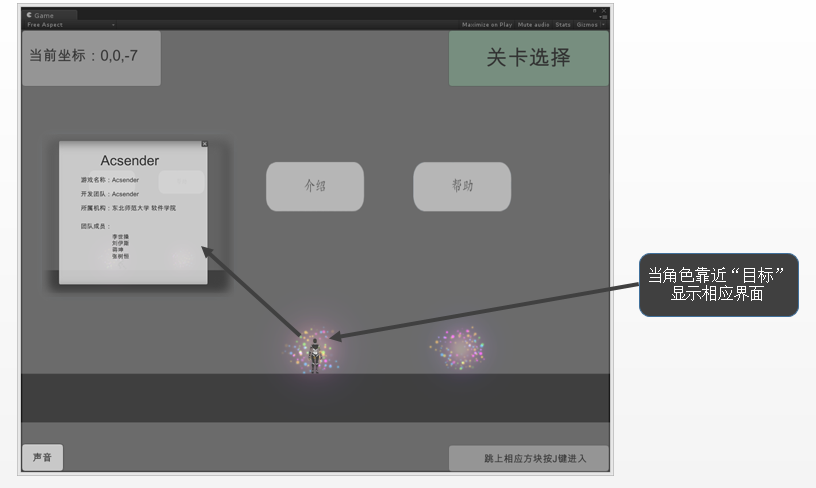 Game
Free Aspect
Maximize on Play Mute audio Stats Gizmos
当前坐标：0,0,-7
关卡选择
Acsender
游戏名称：Acsender
开发团队：Acsender
所属机构：东北师范大学 软件学院
团队成员：
李世隆
刘伊斯
蒋坤
张树恒
介绍
帮助
当角色靠近“目标”
显示相应界面
声音
跳上相应方块按J键进入